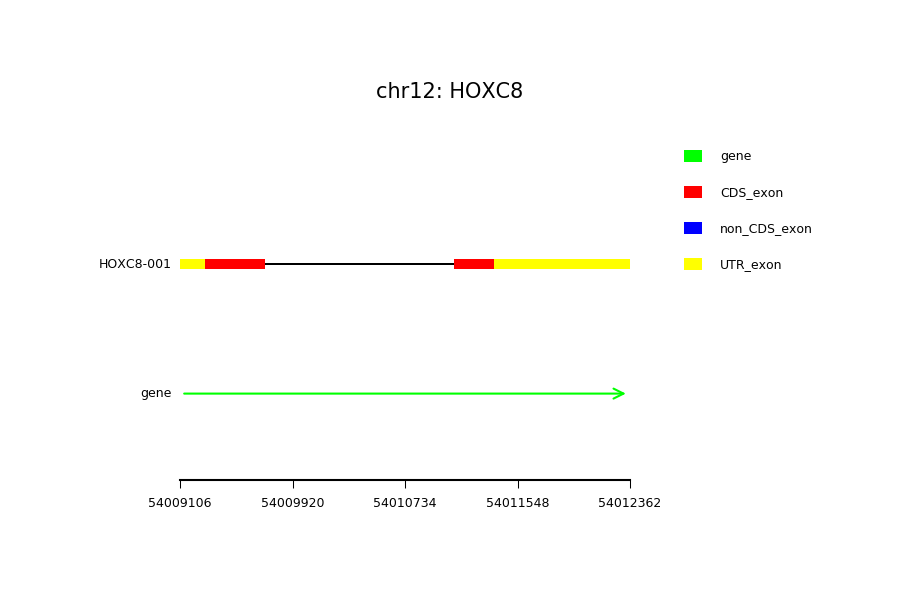 chr12: HOXC8
gene
CDS_exon
non_CDS_exon
HOXC8-001
UTR_exon
gene
54009106 54009920 54010734 54011548 54012362